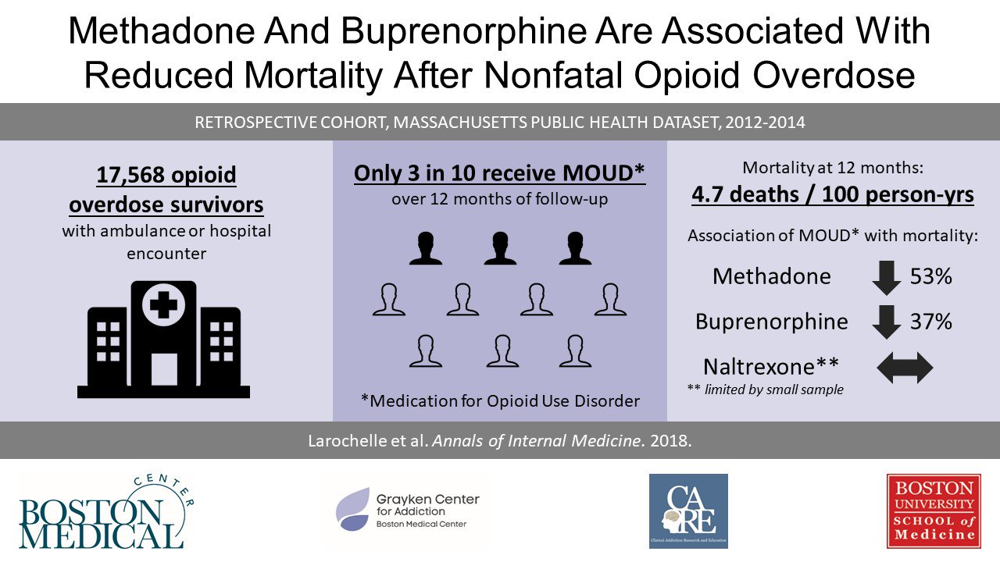 Methadone And Buprenorphine Are Associated With
Reduced Mortality After Nonfatal Opioid Overdose
RETROSPECTIVE COHORT, MASSACHUSETTS PUBLIC HEALTH DATASET, 2012-2014
17,568 opioid
overdose survivors
with ambulance or hospital
encounter
Only 3 in 10 receive MOUD*
over 12 months of follow-up
*Medication for Opioid Use Disorder
Mortality at 12 months:
4.7 deaths / 100 person-yrs
Association of MOUD* with mortality:
Methadone 53%
Buprenorphine 37%
Naltrexone**
** limited by small sample
Larochelle et al. Annals of Internal Medicine. 2018.
BOSTON
MEDICAL
CENTER
Grayken Center
for Addiction
Boston Medical Center
CA
RE
Clinical Addiction Research and Education
BOSTON
UNIVERSITY
SCHOOL of
Medicine